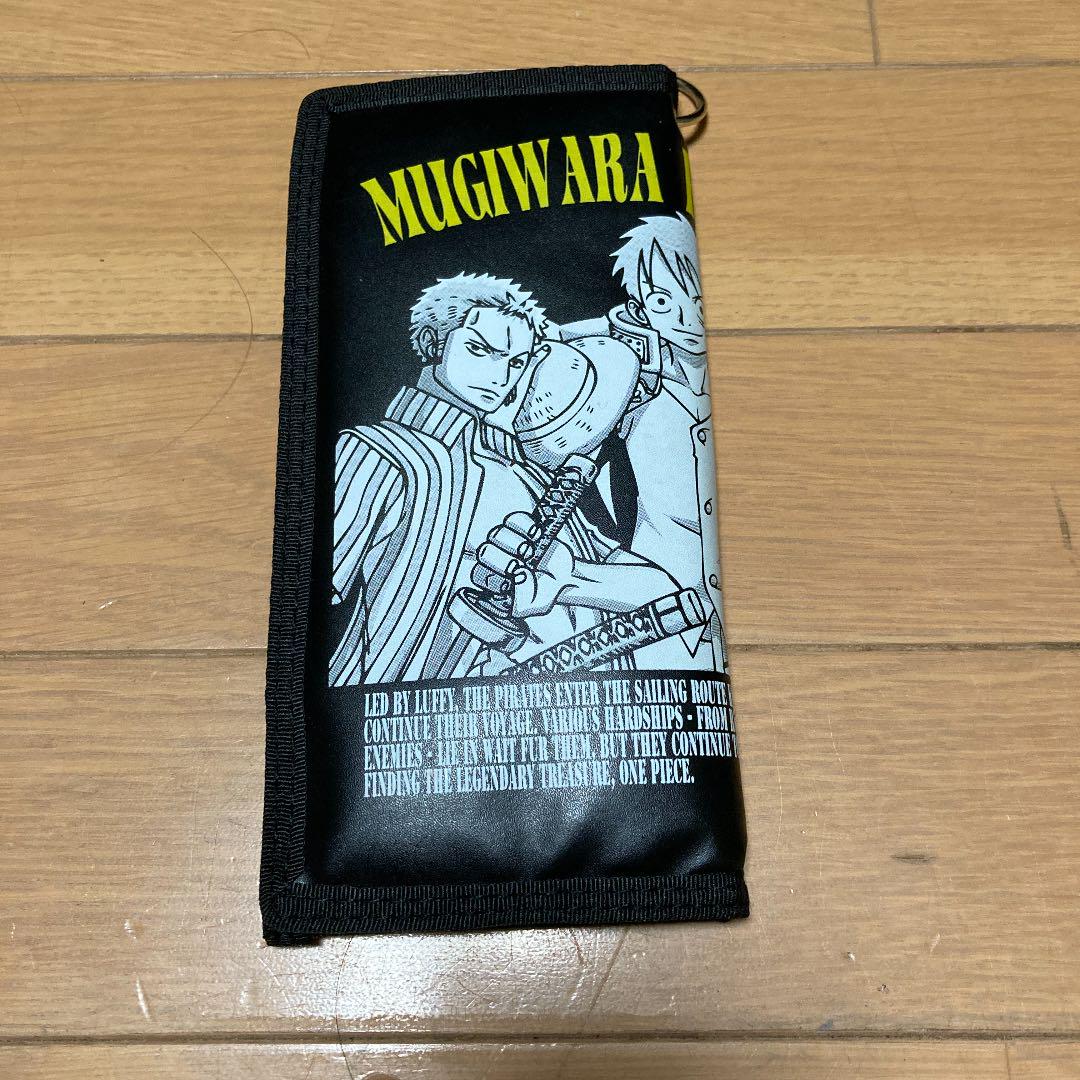 MUGIWARA
LED BY LUFFY, THE PIRATES ENTER THE SAILING ROUTE
CONTINUE THEIR VOYAGE. VARIOUS HARDSHIPS - FROM
ENEMIES - LIE IN WAIT FUR THEM, BUT THEY CONTINUE
FINDING THE LEGENDARY TREASURE, ONE PIECE.